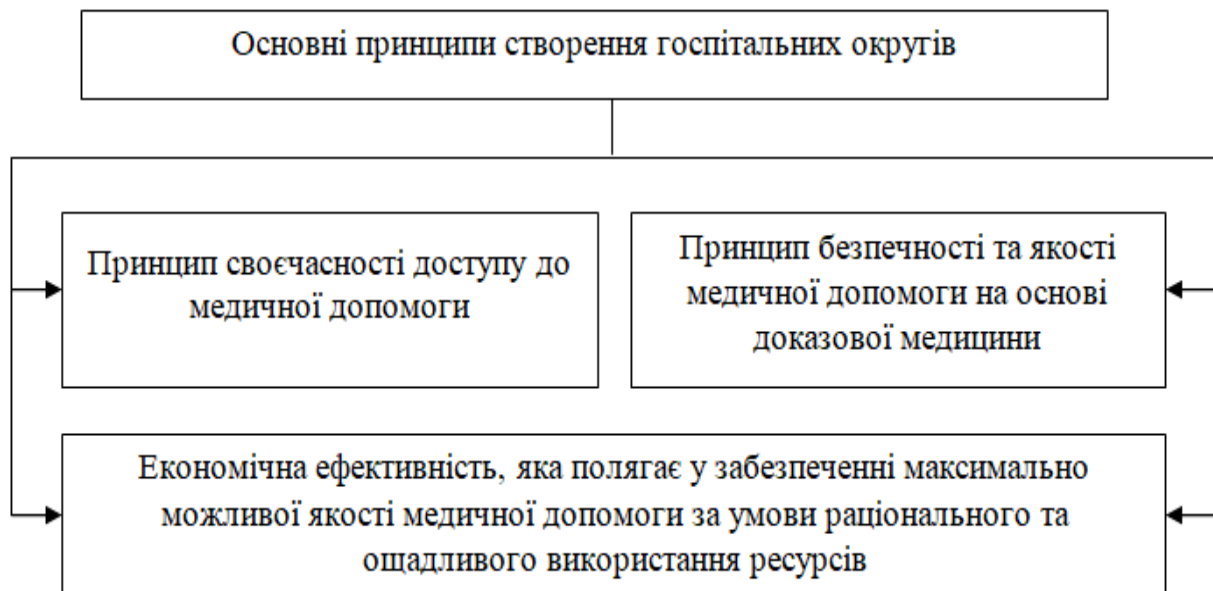 Основні принципи створення госпітальних округів
Принцип своєчасності доступу до
медичної допомоги
Принцип безпечності та якості
медичної допомоги на основі
доказової медицини
Економічна ефективність, яка полягає у забезпеченні максимально
можливої якості медичної допомоги за умови раціонального та
ощадливого використання ресурсів